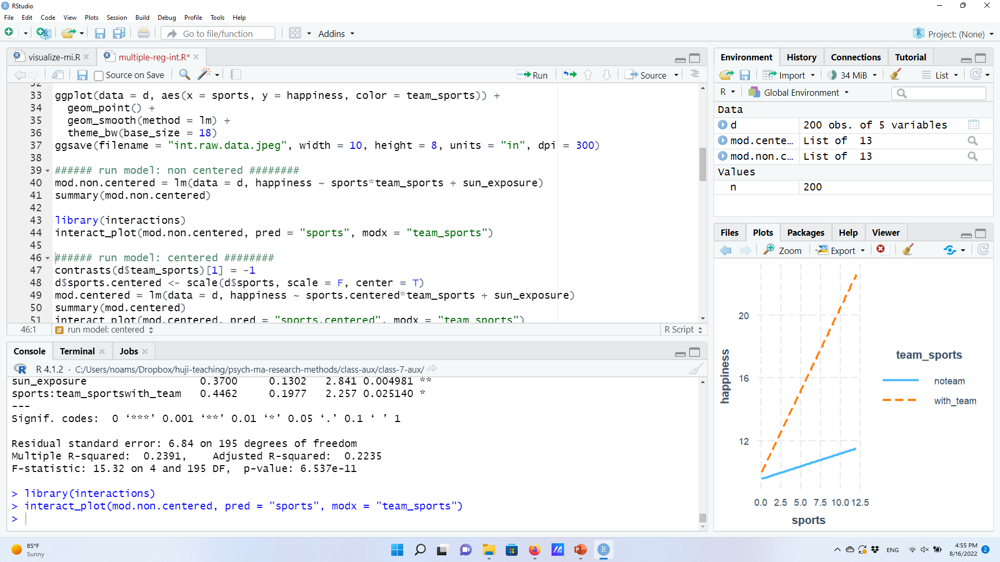 RStudio
File Edit Code View Plots Session Build Debug Profile Tools Help
Go to file/function Addins Project: (None)
visualize-mi.R multiple-reg-int.R*
Source on Save Run Source
32
33 ggplot(data = d, aes(x = sports, y = happiness, color = team_sports)) +
34 geom_point() +
35 geom_smooth(method = lm) +
36 theme_bw(base_size = 18)
37 ggsave(filename = "int.raw.data.jpeg", width = 10, height = 8, units = "in", dpi = 300)
38
39 ###### run model: non centered ########
40 mod.non.centered = lm(data = d, happiness ~ sports*team_sports + sun_exposure)
41 summary(mod.non.centered)
42
43 library(interactions)
44 interact_plot(mod.non.centered, pred = "sports", modx = "team_sports")
45
46 ###### run model: centered ########
47 contrasts(d$team_sports)[1] = -1
48 d$sports.centered <- scale(d$sports, scale = F, center = T)
49 mod.centered = lm(data = d, happiness ~ sports.centered*team_sports + sun_exposure)
50 summary(mod.centered)
51 interact_plot(mod.centered, pred = "sports.centered", modx = "team_sports")
46:1 # run model: centered R Script
Console Terminal Jobs
R 4.1.2 · C:/Users/noams/Dropbox/huji-teaching/psych-ma-research-methods/class-aux/class-7-aux/
sun_exposure 0.3700 0.1302 2.841 0.004981 **
sports:team_sportswith_team 0.4462 0.1977 2.257 0.025140 *
---
Signif. codes: 0 ‘***’ 0.001 ‘**’ 0.01 ‘*’ 0.05 ‘.’ 0.1 ‘ ’ 1
Residual standard error: 6.84 on 195 degrees of freedom
Multiple R-squared: 0.2391, Adjusted R-squared: 0.2235
F-statistic: 15.32 on 4 and 195 DF, p-value: 6.537e-11
> library(interactions)
> interact_plot(mod.non.centered, pred = "sports", modx = "team_sports")
>
Environment History Connections Tutorial
Import 34 MiB List
R Global Environment
Data
d 200 obs. of 5 variables
mod.cente… List of 13
mod.non.c… List of 13
Values
n 200
Files Plots Packages Help Viewer
Zoom Export
20
16
12
happiness
0.0 2.5 5.0 7.5 10.0 12.5
sports
team_sports
noteam
with_team
85°F
Sunny
ENG
4:55 PM
8/16/2022
2